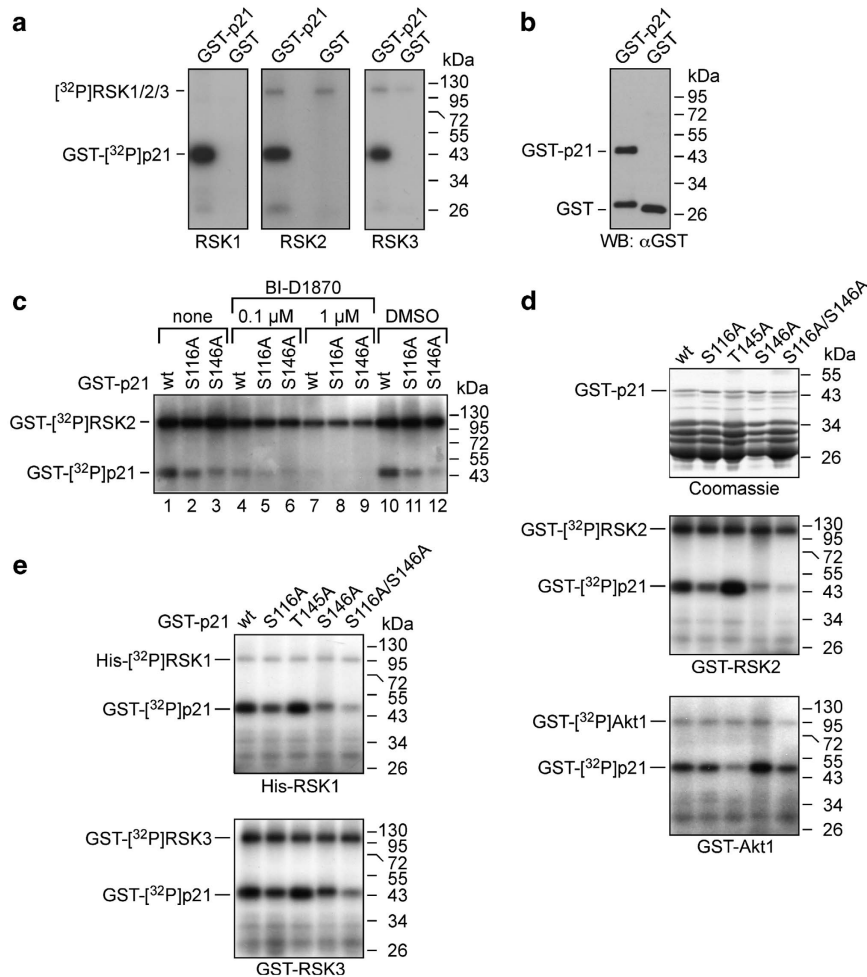 a
GST-p21
GST
GST-p21
GST
GST-p21
GST
kDa
[³²P]RSK1/2/3
GST-[³²P]p21
130
95
72
55
43
34
26
RSK1
RSK2
RSK3
b
GST-p21
GST
kDa
95
72
55
43
34
26
GST-p21
GST
WB: αGST
c
BI-D1870
none
0.1 µM
1 µM
DMSO
GST-p21
wt
S116A
S146A
wt
S116A
S146A
wt
S116A
S146A
wt
S116A
S146A
kDa
GST-[³²P]RSK2
GST-[³²P]p21
130
95
72
55
43
1 2 3 4 5 6 7 8 9 10 11 12
d
wt
S116A
T145A
S146A
S116A/S146A
kDa
GST-p21
55
43
34
26
Coomassie
GST-[³²P]RSK2
GST-[³²P]p21
130
95
72
55
43
34
26
GST-RSK2
GST-[³²P]Akt1
GST-[³²P]p21
130
95
72
55
43
34
26
GST-Akt1
e
GST-p21
wt
S116A
T145A
S146A
S116A/S146A
kDa
His-[³²P]RSK1
GST-[³²P]p21
130
95
72
55
43
34
26
His-RSK1
GST-[³²P]RSK3
GST-[³²P]p21
130
95
72
55
43
34
26
GST-RSK3